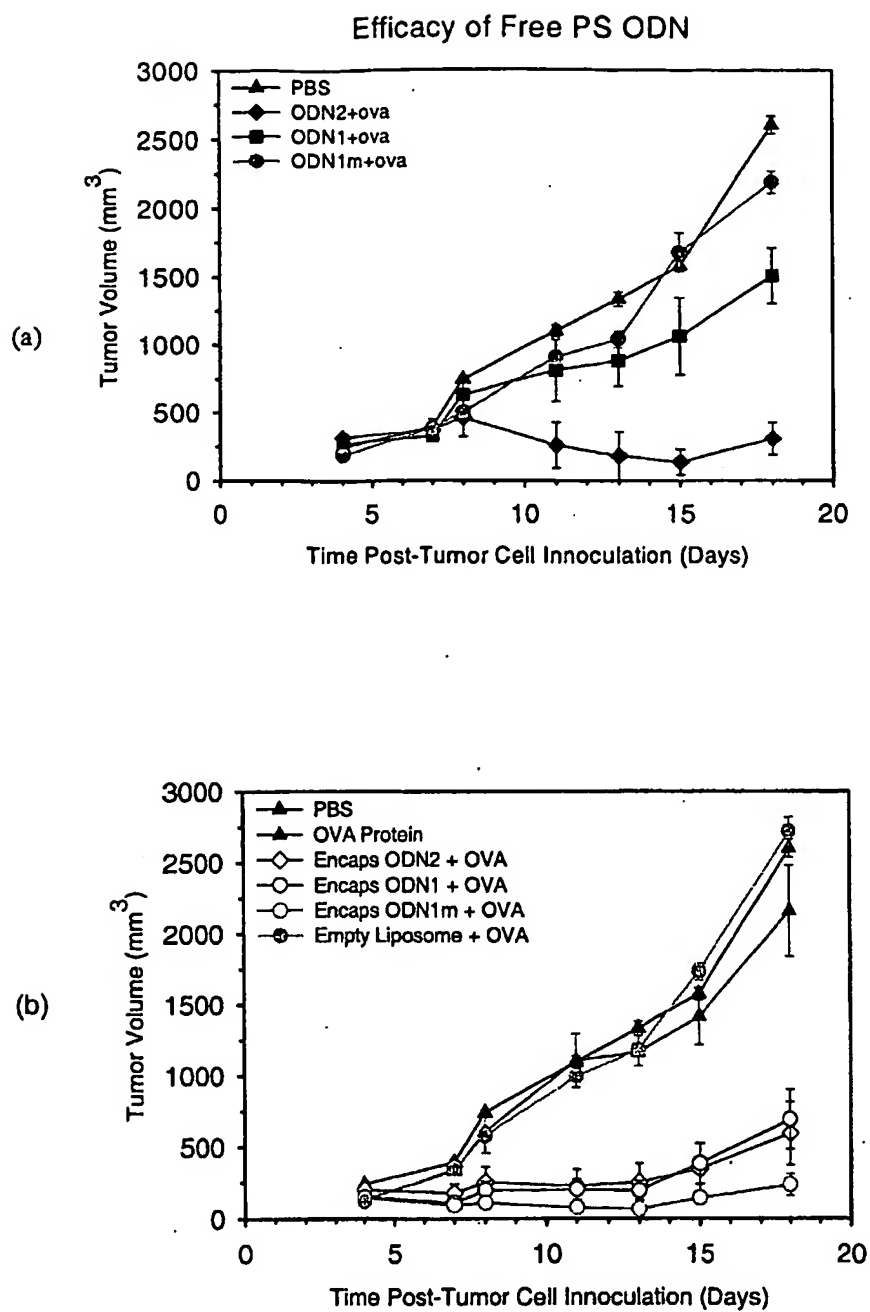 Efficacy of Free PS ODN
(a)
Tumor Volume (mm3)
3000
2500
2000
1500
1000
500
0
PBS
ODN2+ova
ODN1+ova
ODN1m+ova
0 5 10 15 20
Time Post-Tumor Cell Innoculation (Days)
(b)
Tumor Volume (mm3)
3000
2500
2000
1500
1000
500
0
PBS
OVA Protein
Encaps ODN2 + OVA
Encaps ODN1 + OVA
Encaps ODN1m + OVA
Empty Liposome + OVA
0 5 10 15 20
Time Post-Tumor Cell Innoculation (Days)